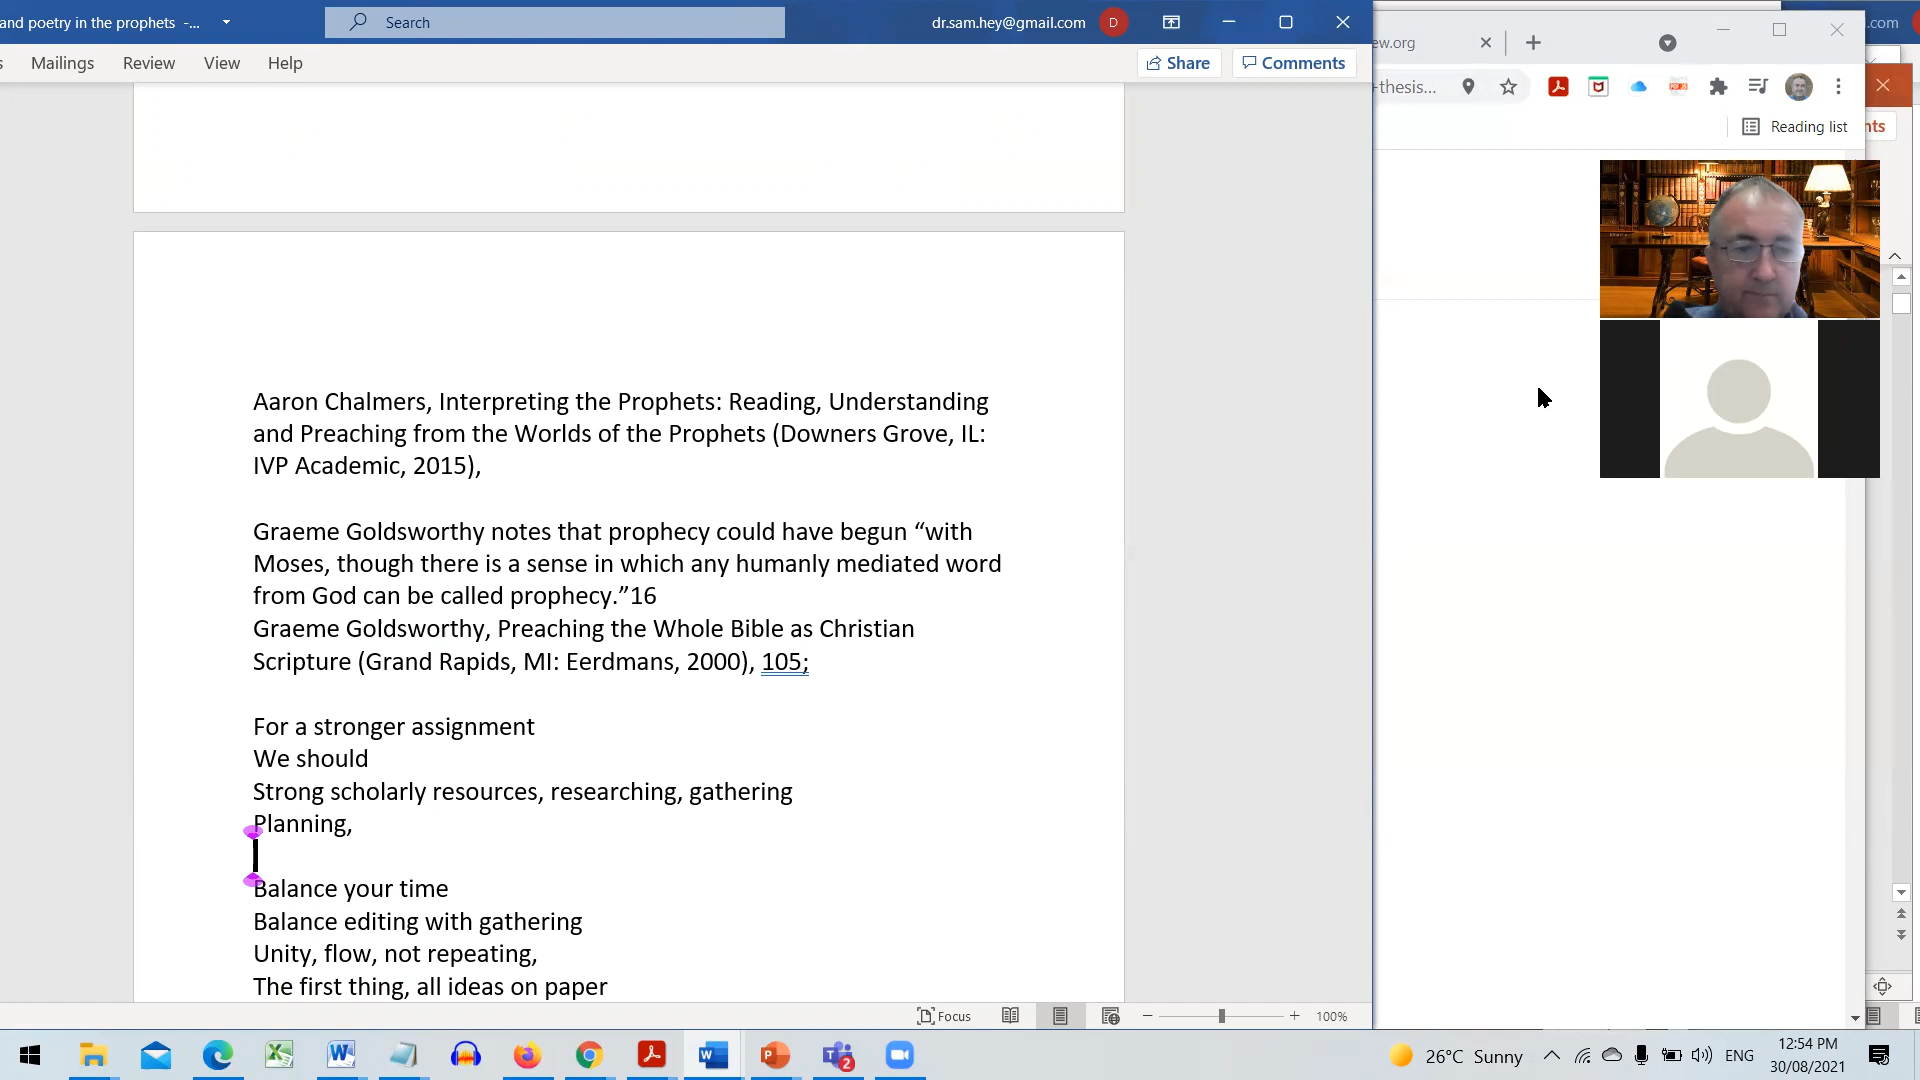 and poetry in the prophets -...
Search
dr.sam.hey@gmail.com
D
ew.org
.com
s
Mailings
Review
View
Help
Share
Comments
+thesis...
Reading list
nts
Aaron Chalmers, Interpreting the Prophets: Reading, Understanding
and Preaching from the Worlds of the Prophets (Downers Grove, IL:
IVP Academic, 2015),
Graeme Goldsworthy notes that prophecy could have begun “with
Moses, though there is a sense in which any humanly mediated word
from God can be called prophecy.”16
Graeme Goldsworthy, Preaching the Whole Bible as Christian
Scripture (Grand Rapids, MI: Eerdmans, 2000), 105;
For a stronger assignment
We should
Strong scholarly resources, researching, gathering
Planning,
Balance your time
Balance editing with gathering
Unity, flow, not repeating,
The first thing, all ideas on paper
Focus
100%
26°C Sunny
ENG
12:54 PM
30/08/2021
2